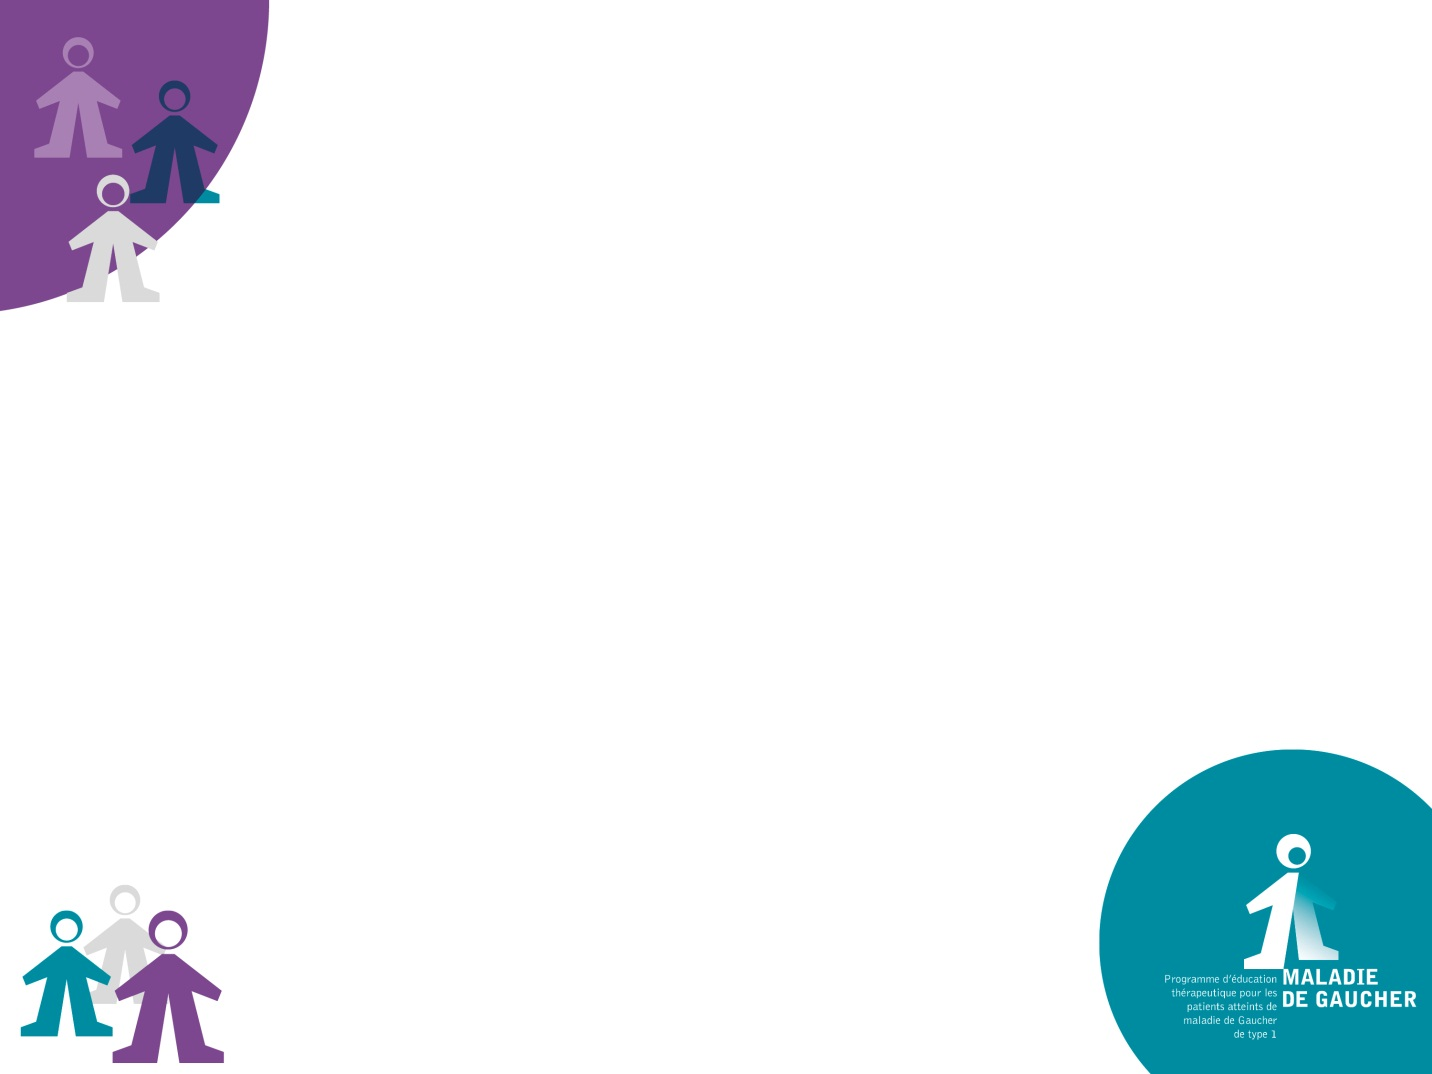 Programme d'éducation
thérapeutique pour les
patients atteints de
maladie de Gaucher
de type 1
MALADIE
DE GAUCHER